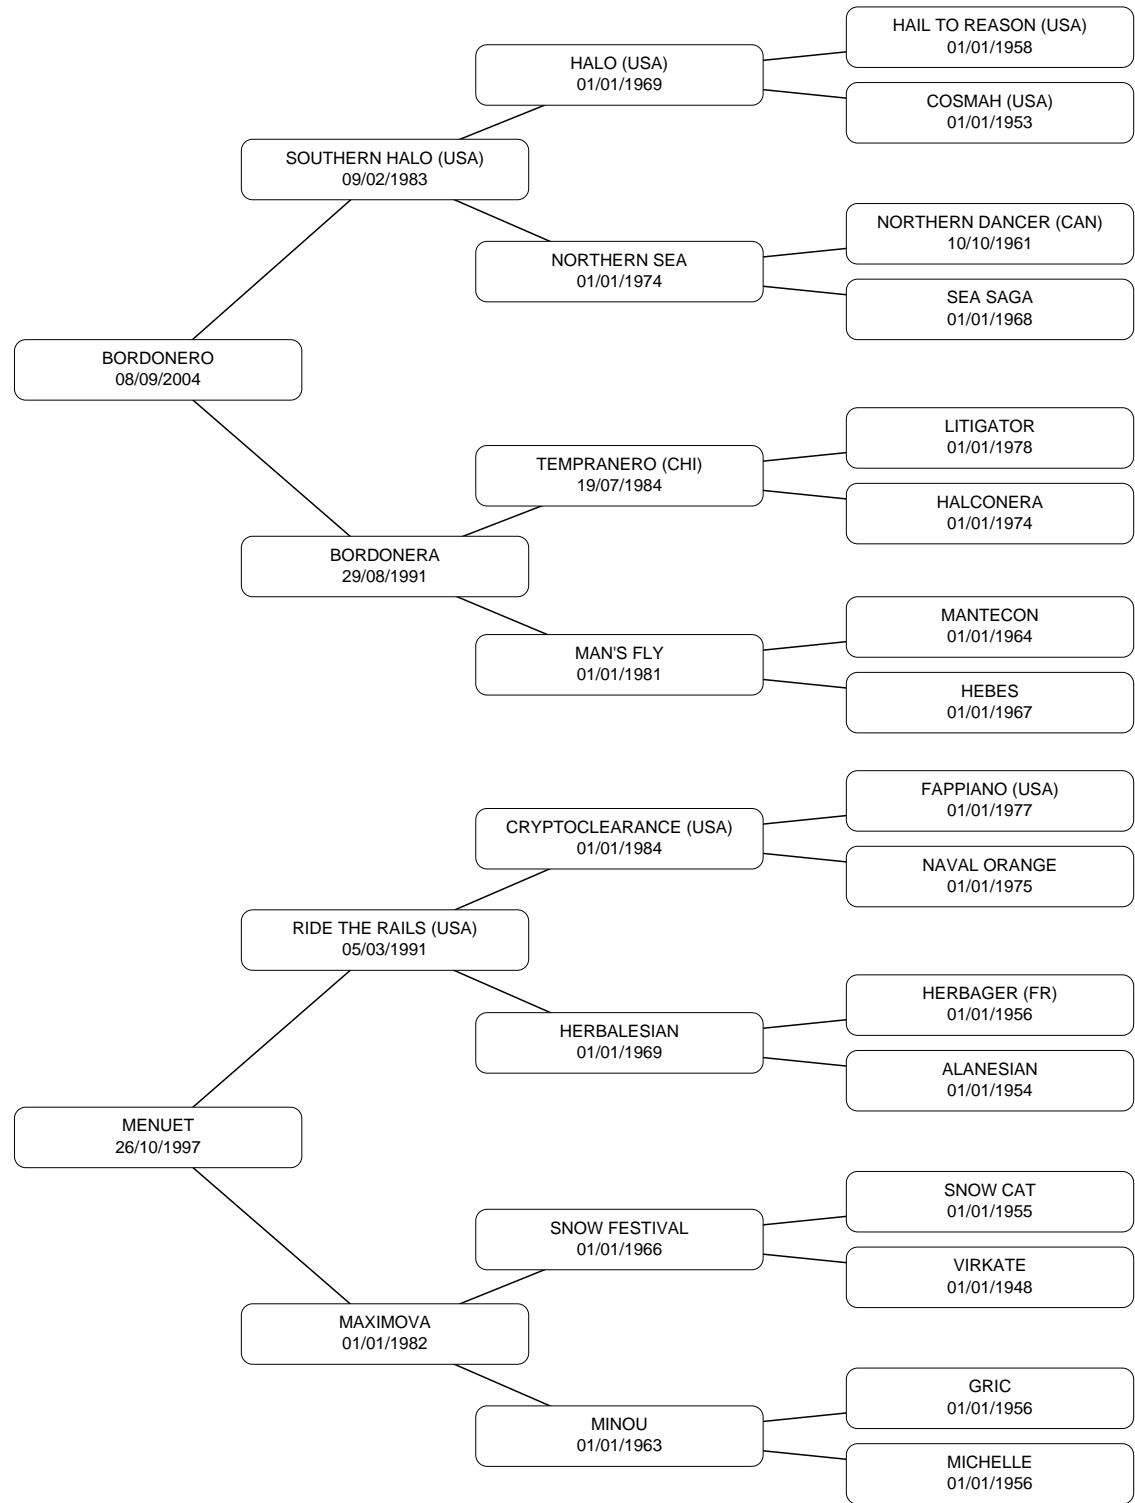 HAIL TO REASON (USA)
01/01/1958
HALO (USA)
01/01/1969
COSMAH (USA)
01/01/1953
SOUTHERN HALO (USA)
09/02/1983
NORTHERN DANCER (CAN)
10/10/1961
NORTHERN SEA
01/01/1974
SEA SAGA
01/01/1968
BORDONERO
08/09/2004
LITIGATOR
01/01/1978
TEMPRANERO (CHI)
19/07/1984
HALCONERA
01/01/1974
BORDONERA
29/08/1991
MANTECON
01/01/1964
MAN'S FLY
01/01/1981
HEBES
01/01/1967
FAPPIANO (USA)
01/01/1977
CRYPTOCLEARANCE (USA)
01/01/1984
NAVAL ORANGE
01/01/1975
RIDE THE RAILS (USA)
05/03/1991
HERBAGER (FR)
01/01/1956
HERBALESIAN
01/01/1969
ALANESIAN
01/01/1954
MENUET
26/10/1997
SNOW CAT
01/01/1955
SNOW FESTIVAL
01/01/1966
VIRKATE
01/01/1948
MAXIMOVA
01/01/1982
GRIC
01/01/1956
MINOU
01/01/1963
MICHELLE
01/01/1956